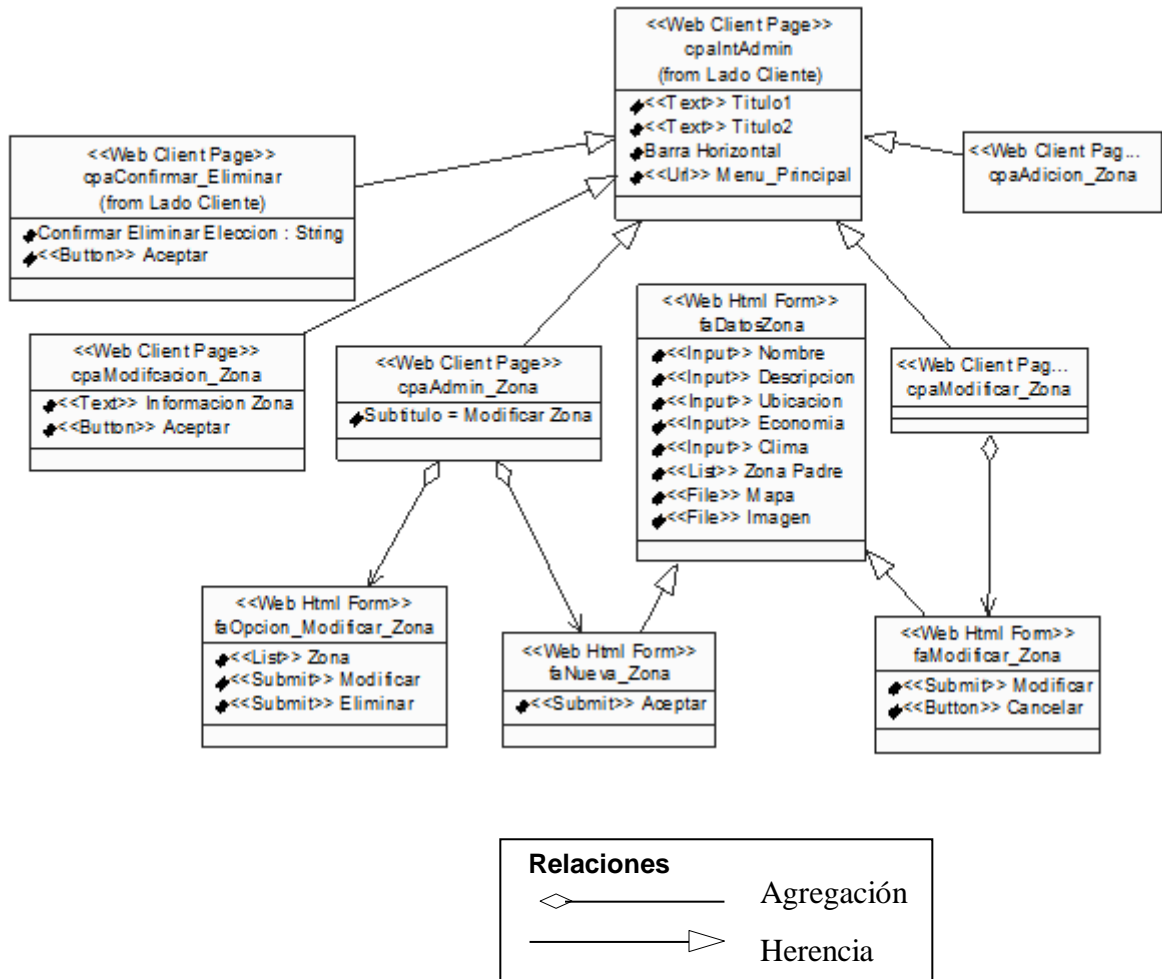 <<Web Client Page>>
cpaIntAdmin
(from Lado Cliente)
<<Text>> Titulo1
<<Text>> Titulo2
Barra Horizontal
<<Url>> Menu_Principal
<<Web Client Page>>
cpaConfirmar_Eliminar
(from Lado Cliente)
Confirmar Eliminar Eleccion : String
<<Button>> Aceptar
<<Web Client Pag...
cpaAdicion_Zona
<<Web Client Page>>
cpaModifcacion_Zona
<<Text>> Informacion Zona
<<Button>> Aceptar
<<Web Client Page>>
cpaAdmin_Zona
Subtitulo = Modificar Zona
<<Web Html Form>>
faDatosZona
<<Input>> Nombre
<<Input>> Descripcion
<<Input>> Ubicacion
<<Input>> Economia
<<Input>> Clima
<<List>> Zona Padre
<<File>> Mapa
<<File>> Imagen
<<Web Client Pag...
cpaModificar_Zona
<<Web Html Form>>
faOpcion_Modificar_Zona
<<List>> Zona
<<Submit>> Modificar
<<Submit>> Eliminar
<<Web Html Form>>
faNueva_Zona
<<Submit>> Aceptar
<<Web Html Form>>
faModificar_Zona
<<Submit>> Modificar
<<Button>> Cancelar
Relaciones
Agregación
Herencia